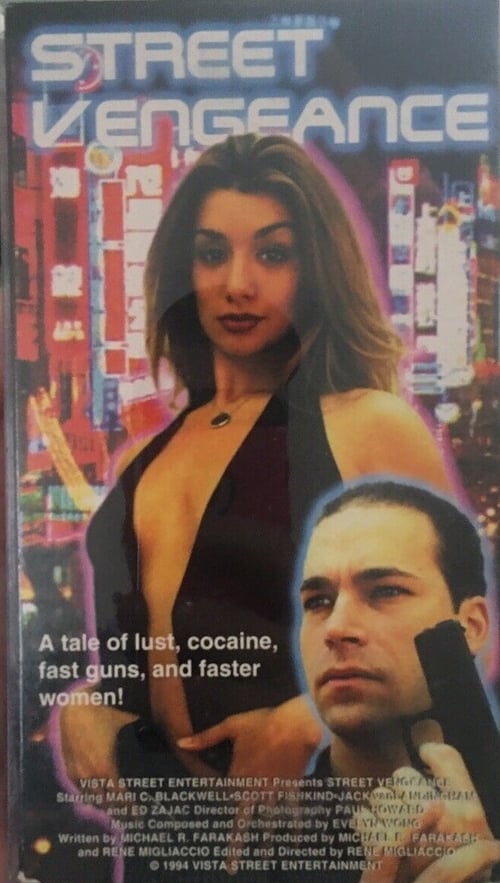 STREET
VENGEANCE
A tale of lust, cocaine,
fast guns, and faster
women!
VISTA STREET ENTERTAINMENT Presents STREET VENGEANCE
Starring MARI C. BLACKWELL•SCOTT FISHKIND•JACK VANLANDINGHAM
and ED ZAJAC Director of Photography PAUL HOWARD
Music Composed and Orchestrated by EVELYN WONG
Written by MICHAEL R. FARAKASH Produced by MICHAEL R. FARAKASH
and RENE MIGLIACCIO Edited and Directed by RENE MIGLIACCIO
© 1994 VISTA STREET ENTERTAINMENT